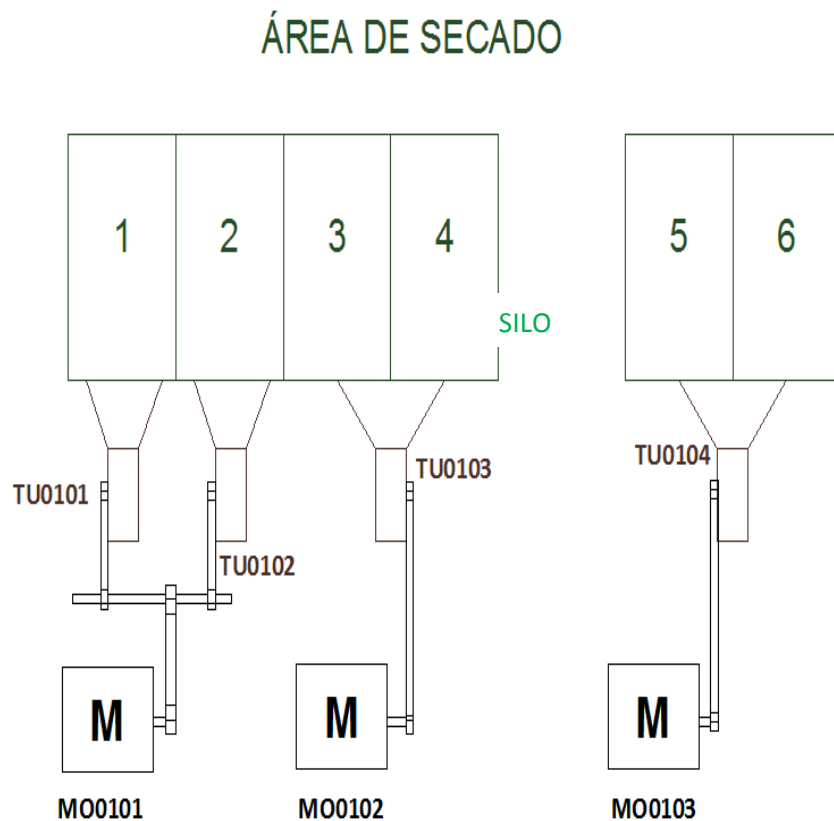 ÁREA DE SECADO
1 2 3 4 5 6
SILO
TU0101
TU0102
TU0103
TU0104
M M M
MO0101 MO0102 MO0103